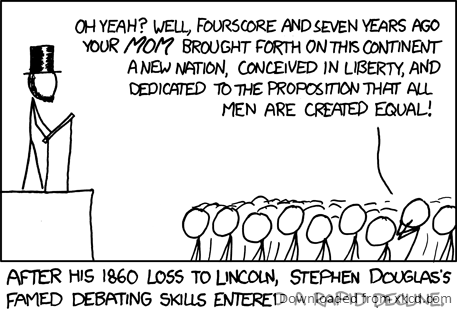 OH YEAH? WELL, FOURSCORE AND SEVEN YEARS AGO
YOUR MOM BROUGHT FORTH ON THIS CONTINENT
A NEW NATION, CONCEIVED IN LIBERTY, AND
DEDICATED TO THE PROPOSITION THAT ALL
MEN ARE CREATED EQUAL!
AFTER HIS 1860 LOSS TO LINCOLN, STEPHEN DOUGLAS'S
FAMED DEBATING SKILLS ENTERED A RAPID DECLINE.
Downloaded from xkcd.com